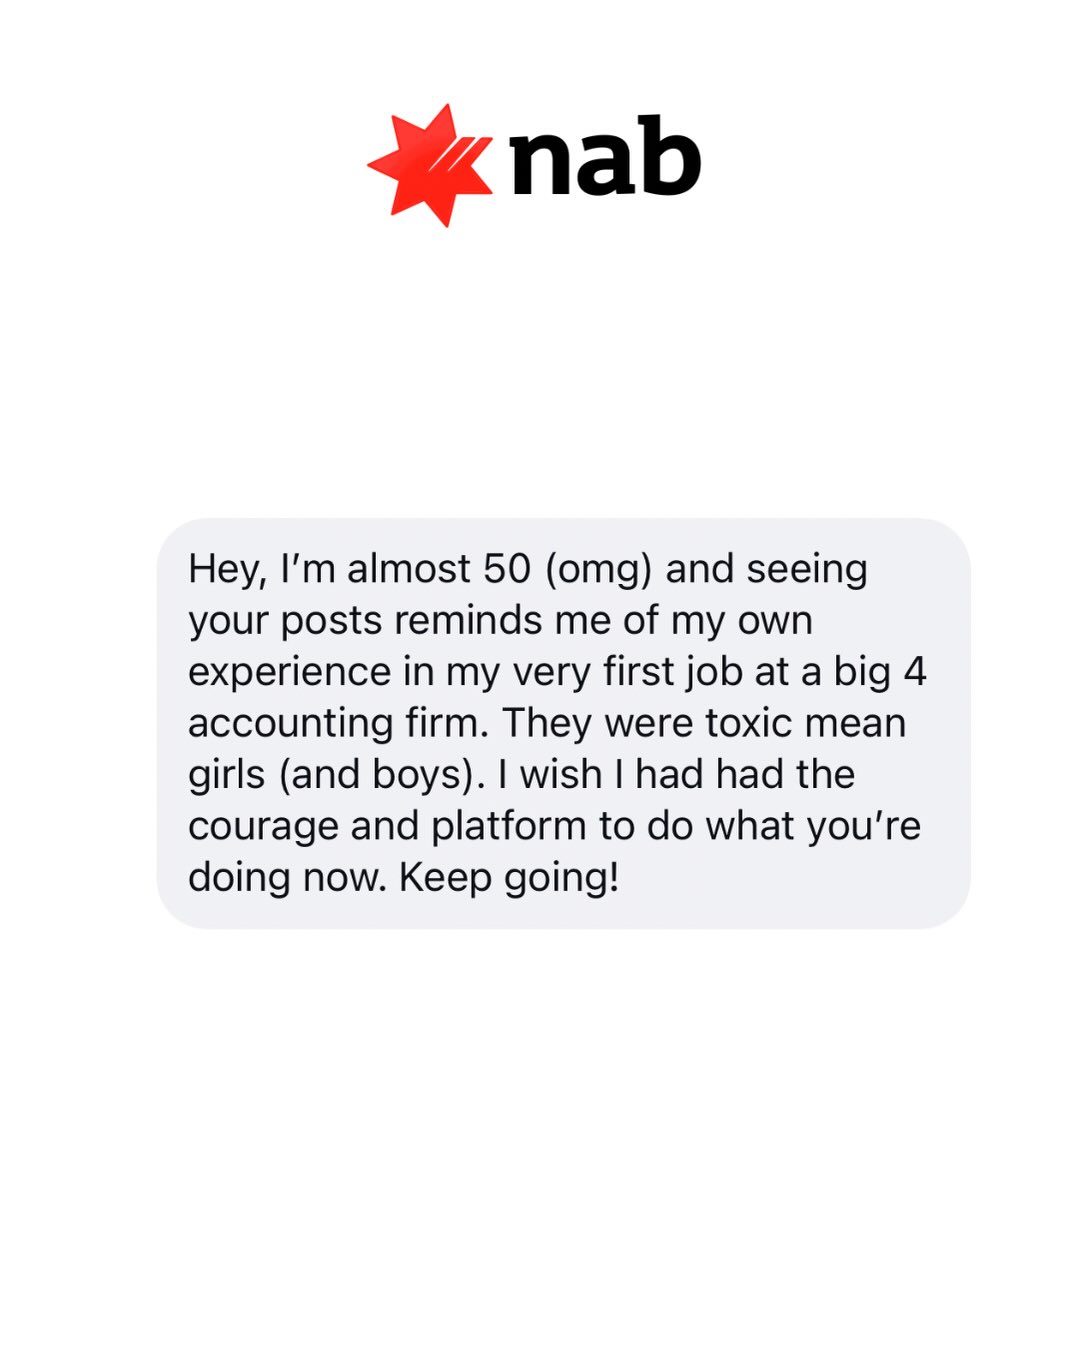 nab
Hey, I’m almost 50 (omg) and seeing
your posts reminds me of my own
experience in my very first job at a big 4
accounting firm. They were toxic mean
girls (and boys). I wish I had had the
courage and platform to do what you’re
doing now. Keep going!